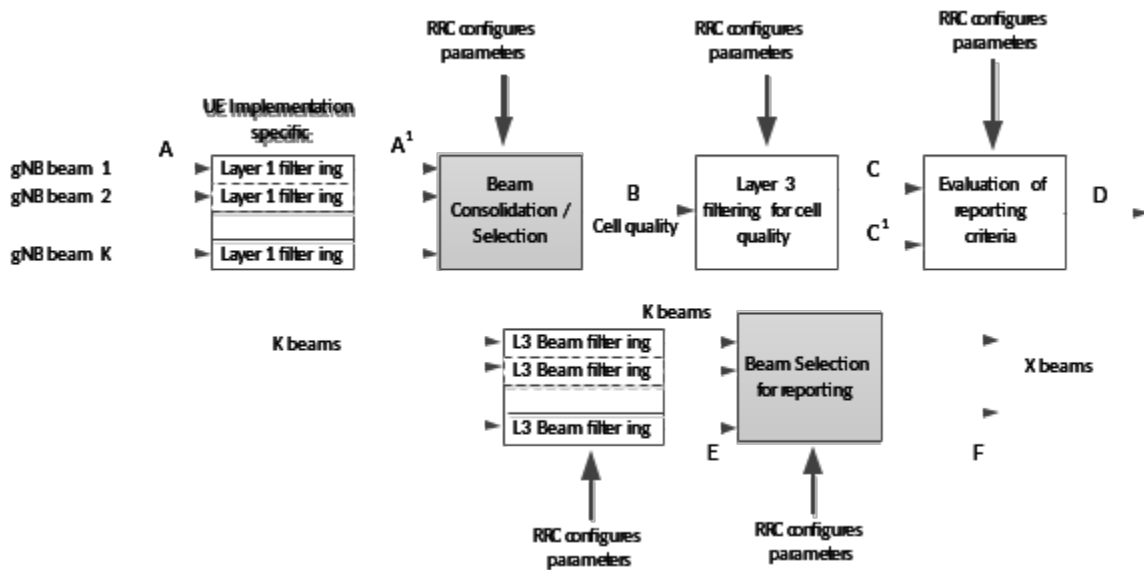 RRC configures
parameters
RRC configures
parameters
RRC configures
parameters
UE Implementation
specific
A
A¹
gNB beam 1
gNB beam 2
gNB beam K
Layer 1 filter ing
Layer 1 filter ing
Layer 1 filter ing
Beam
Consolidation /
Selection
B
Cell quality
Layer 3
filtering for cell
quality
C
C¹
Evaluation of
reporting
criteria
D
K beams
L3 Beam filter ing
L3 Beam filter ing
L3 Beam filter ing
K beams
E
Beam Selection
for reporting
F
X beams
RRC configures
parameters
RRC configures
parameters